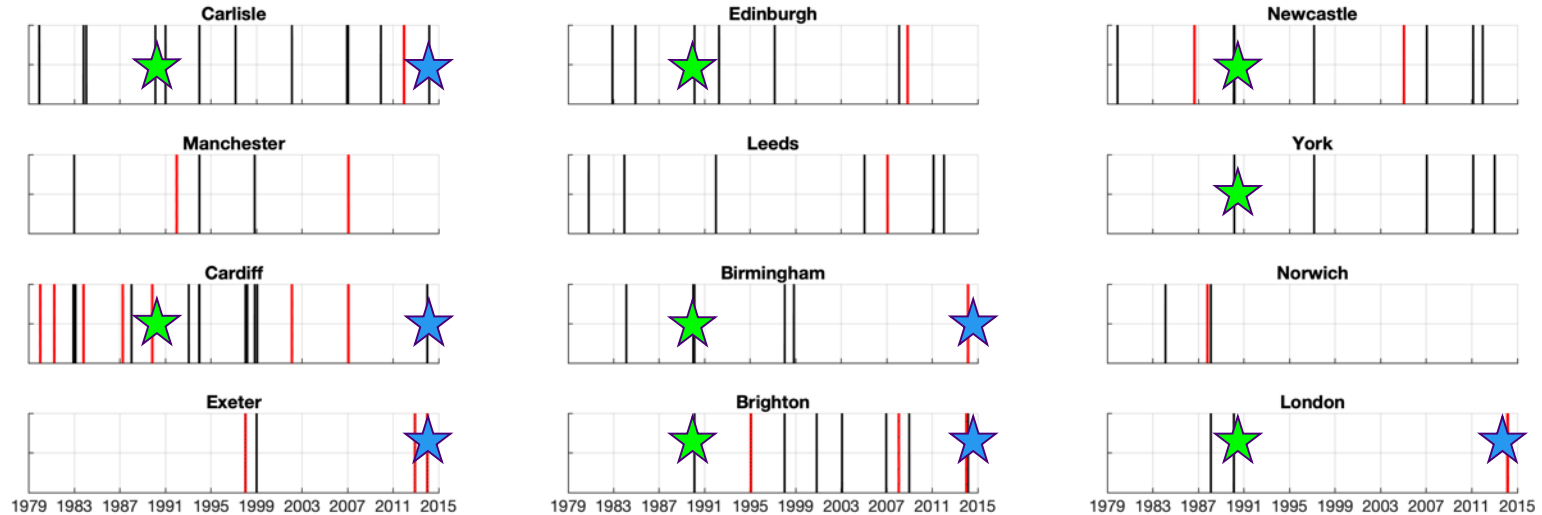 Carlisle Edinburgh Newcastle
Manchester Leeds York
Cardiff Birmingham Norwich
Exeter Brighton London
1979 1983 1987 1991 1995 1999 2003 2007 2011 2015 1979 1983 1987 1991 1995 1999 2003 2007 2011 2015 1979 1983 1987 1991 1995 1999 2003 2007 2011 2015